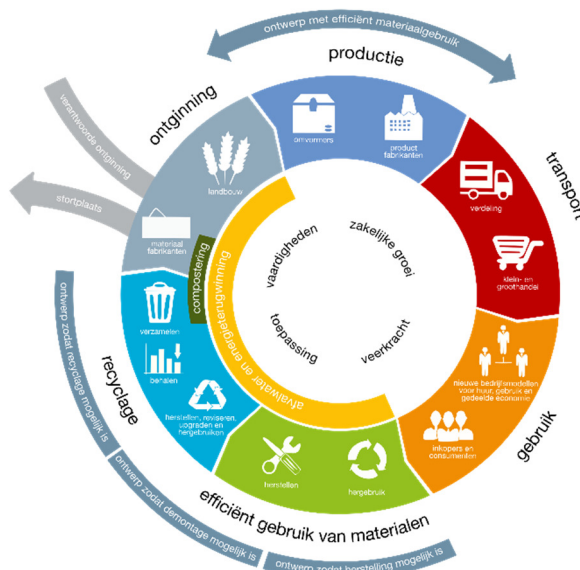 ontwerp met efficiënt materiaalgebruik
productie
ontginning
transport
gebruik
efficiënt gebruik van materialen
recyclage
verantwoorde ontginning
stortplaats
omvormers
product
fabrikanten
verdeling
klein- en
groothandel
nieuwe bedrijfsmodellen
voor huur, gebruik en
gedeelde economie
inkopers en
consumenten
hergebruik
herstellen
herstellen, reviseren,
upgraden en
hergebruiken
behalen
verzamelen
materiaal
fabrikanten
landbouw
compostering
afvalwater en energieterugwinning
vaardigheden
zakelijke groei
toepassing
veerkracht
ontwerp zodat recyclage mogelijk is
ontwerp zodat demontage mogelijk is
ontwerp zodat herstelling mogelijk is